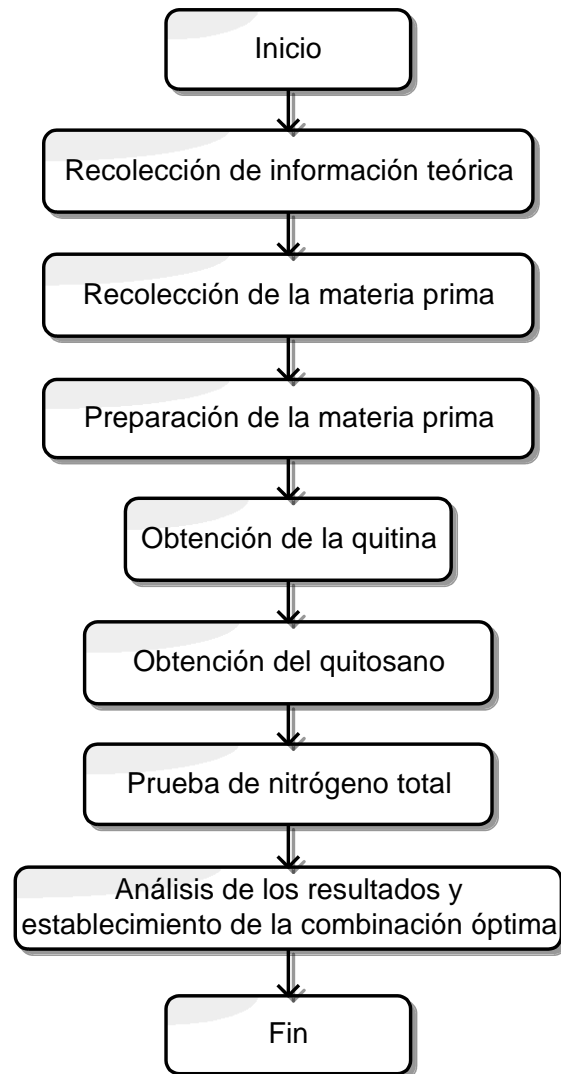 Inicio
Recolección de información teórica
Recolección de la materia prima
Preparación de la materia prima
Obtención de la quitina
Obtención del quitosano
Prueba de nitrógeno total
Análisis de los resultados y
establecimiento de la combinación óptima
Fin